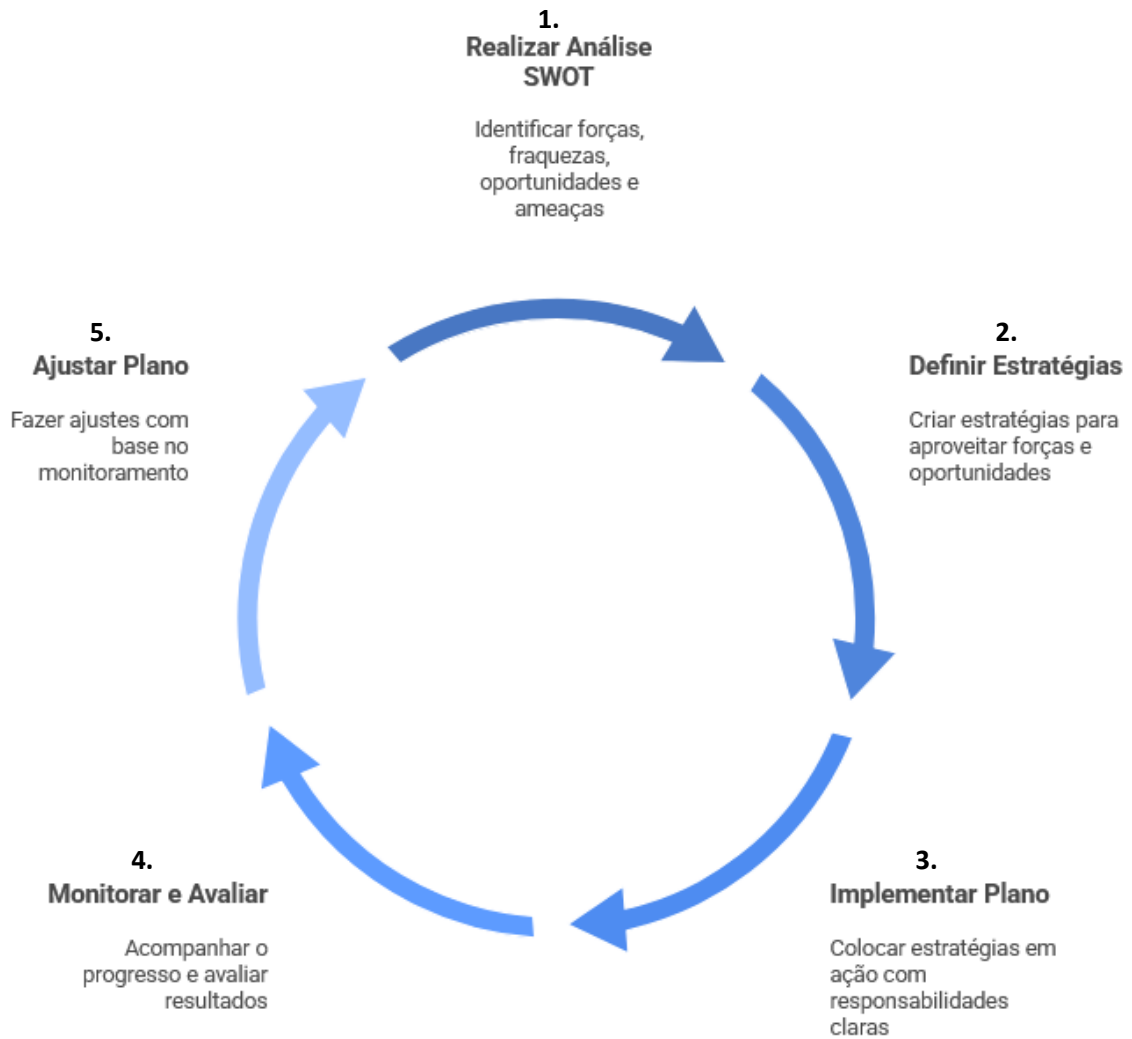 1.
Realizar Análise
SWOT
Identificar forças,
fraquezas,
oportunidades e
ameaças
2.
Definir Estratégias
Criar estratégias para
aproveitar forças e
oportunidades
3.
Implementar Plano
Colocar estratégias em
ação com
responsabilidades
claras
4.
Monitorar e Avaliar
Acompanhar o
progresso e avaliar
resultados
5.
Ajustar Plano
Fazer ajustes com
base no
monitoramento